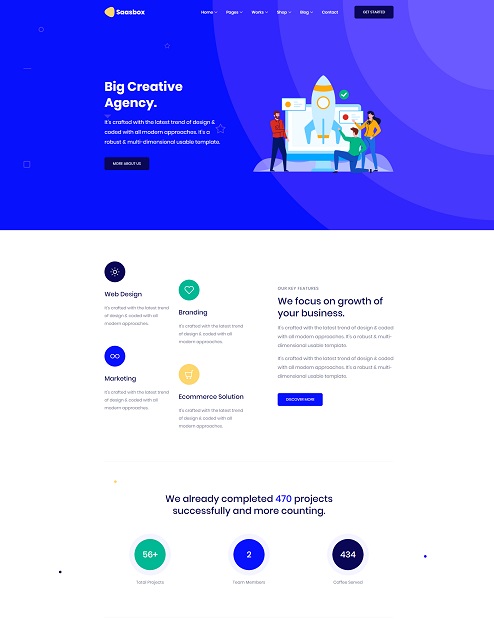 Saasbox
Home Pages Works Shop Blog Contact
GET STARTED
Big Creative
Agency.
It's crafted with the latest trend of design &
coded with all modern approaches. It's a
robust & multi-dimensional usable template.
MORE ABOUT US
Web Design
It's crafted with the latest trend
of design & coded with all
modern approaches.
Branding
It's crafted with the latest trend
of design & coded with all
modern approaches.
Marketing
It's crafted with the latest trend
of design & coded with all
modern approaches.
Ecommerce Solution
It's crafted with the latest trend
of design & coded with all
modern approaches.
OUR KEY FEATURES
We focus on growth of
your business.
It's crafted with the latest trend of design & coded
with all modern approaches. It's a robust & multi-
dimensional usable template.
It's crafted with the latest trend of design & coded
with all modern approaches. It's a robust & multi-
dimensional usable template.
DISCOVER MORE
We already completed 470 projects
successfully and more counting.
56+
Total Projects
2
Team Members
434
Coffee Served